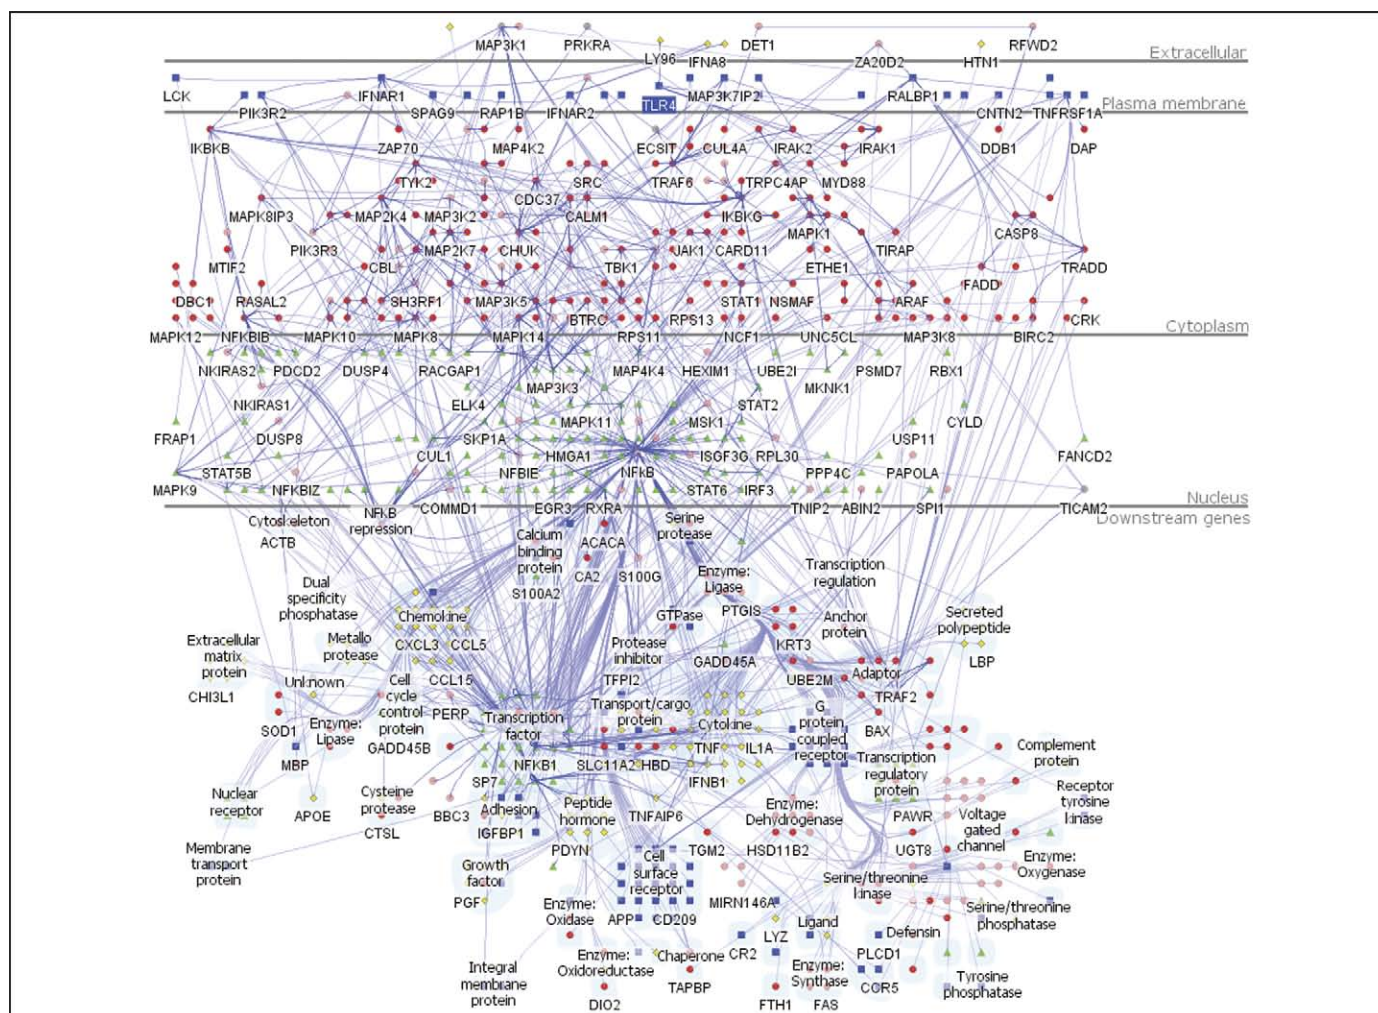 MAP3K1
PRKRA
LY96
IFNA8
DET1
ZA20D2
HTN1
RFWD2
Extracellular
LCK
PIK3R2
IFNAR1
SPAG9
RAP1B
IFNAR2
TLR4
MAP3K7IP2
RALBP1
CNTN2
TNFRSF1A
Plasma membrane
IKBKB
ZAP70
MAP4K2
ECSIT
CUL4A
IRAK2
IRAK1
DDB1
DAP
TYK2
SRC
TRAF6
TRPC4AP
MYD88
MAPK8IP3
MAP2K4
MAP3K2
CDC37
CALM1
IKBKG
MAPK1
CASP8
PIK3R3
MAP2K7
CHUK
JAK1
CARD11
TIRAP
MTIF2
CBL
TBK1
ETHE1
FADD
TRADD
DBC1
RASAL2
SH3RF1
MAP3K5
STAT1
NSMAF
ARAF
MAPK12
NFKBIB
MAPK10
MAPK8
MAPK14
BTRC
RPS11
RPS13
NCF1
UNC5CL
MAP3K8
BIRC2
CRK
Cytoplasm
NKIRAS2
PDCD2
DUSP4
RACGAP1
MAP3K3
MAP4K4
HEXIM1
UBE2I
MKNK1
PSMD7
RBX1
NKIRAS1
ELK4
MAPK11
MSK1
STAT2
CYLD
FRAP1
DUSP8
SKP1A
USP11
STAT5B
CUL1
NFBIE
HMGA1
NFkB
ISGF3G
RPL30
PPP4C
PAPOLA
FANCD2
MAPK9
NFKBIZ
NFKB
repression
COMMD1
EGR3
RXRA
STAT6
IRF3
TNIP2
ABIN2
SPI1
TICAM2
Nucleus
Downstream genes
Cytoskeleton
ACTB
Calcium
binding
protein
S100A2
ACACA
CA2
S100G
Serine
protease
Enzyme:
Ligase
Transcription
regulation
Dual
specificity
phosphatase
Chemokine
CXCL3
CCL5
CCL15
GTPase
PTGIS
Anchor
protein
Secreted
polypeptide
LBP
Extracellular
matrix
protein
CHI3L1
Metallo
protease
Protease
inhibitor
TFPI2
GADD45A
KRT3
UBE2M
Adaptor
TRAF2
Unknown
Cell
cycle
control
protein
PERP
SOD1
Enzyme:
Lipase
GADD45B
MBP
Transcription
factor
NFKB1
SP7
Transport/cargo
protein
SLC11A2
HBD
Cytokine
TNF
IL1A
IFNB1
G
protein
coupled
receptor
BAX
Transcription
regulatory
protein
PAWR
Complement
protein
Receptor
tyrosine
kinase
Nuclear
receptor
APOE
Cysteine
protease
CTSL
BBC3
Adhesion
IGFBP1
Peptide
hormone
PDYN
TNFAIP6
Enzyme:
Dehydrogenase
HSD11B2
TGM2
UGT8
Voltage
gated
channel
Membrane
transport
protein
Growth
factor
PGF
Cell
surface
receptor
APP
CD209
MIRN146A
Serine/threonine
kinase
Enzyme:
Oxygenase
Enzyme:
Oxidase
LYZ
Ligand
Defensin
Serine/threonine
phosphatase
Integral
membrane
protein
Enzyme:
Oxidoreductase
DIO2
Chaperone
TAPBP
CR2
FTH1
Enzyme:
Synthase
FAS
PLCD1
CCR5
Tyrosine
phosphatase